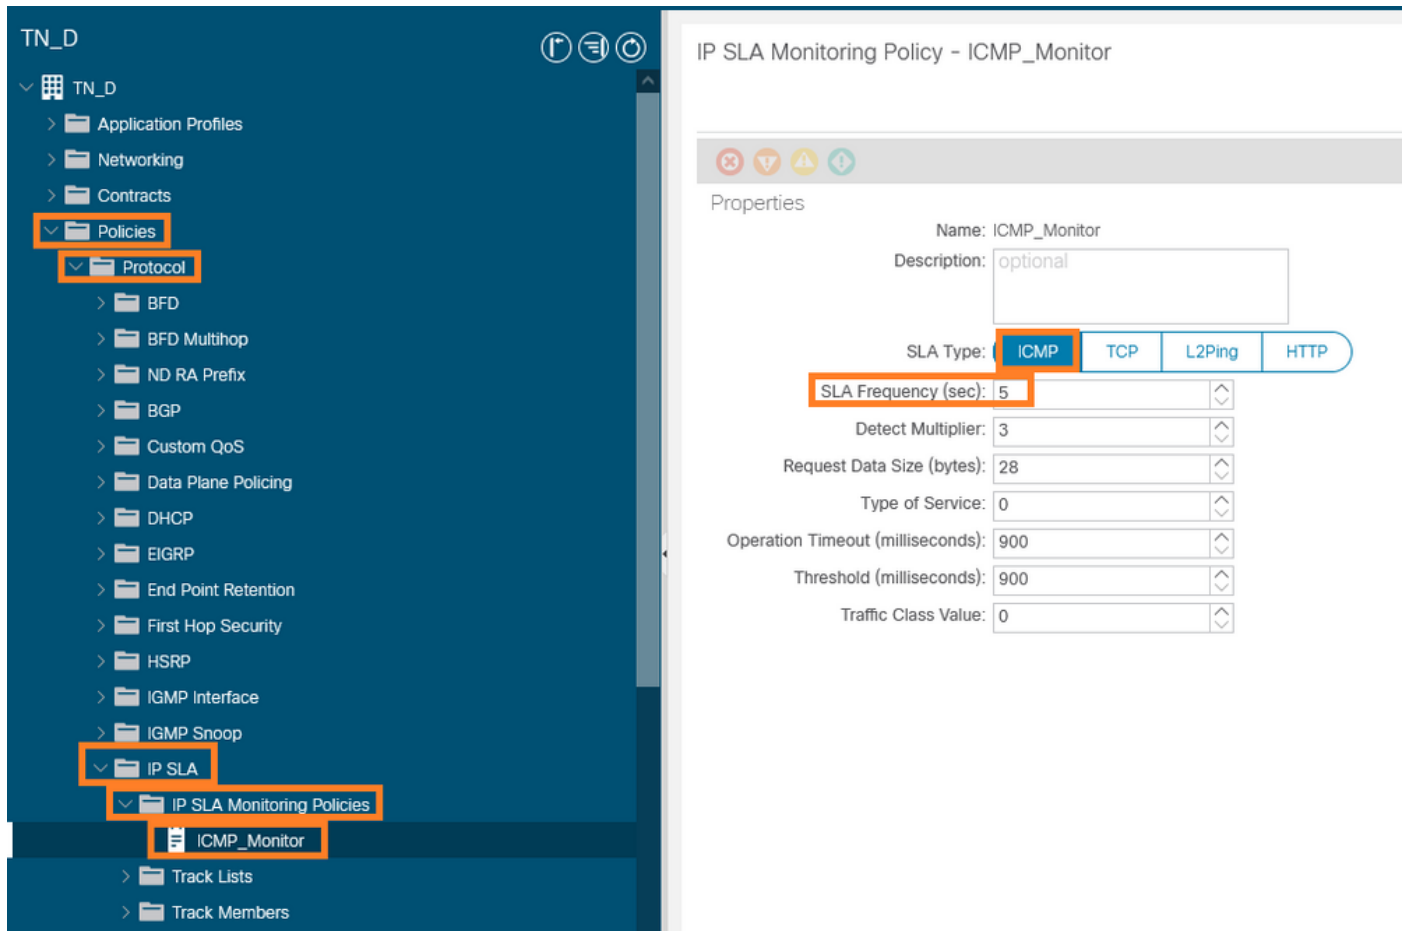 TN_D
TN_D
Application Profiles
Networking
Contracts
Policies
Protocol
BFD
BFD Multihop
ND RA Prefix
BGP
Custom QoS
Data Plane Policing
DHCP
EIGRP
End Point Retention
First Hop Security
HSRP
IGMP Interface
IGMP Snoop
IP SLA
IP SLA Monitoring Policies
ICMP_Monitor
Track Lists
Track Members
IP SLA Monitoring Policy - ICMP_Monitor
Properties
Name: ICMP_Monitor
Description: optional
SLA Type: ICMP TCP L2Ping HTTP
SLA Frequency (sec): 5
Detect Multiplier: 3
Request Data Size (bytes): 28
Type of Service: 0
Operation Timeout (milliseconds): 900
Threshold (milliseconds): 900
Traffic Class Value: 0